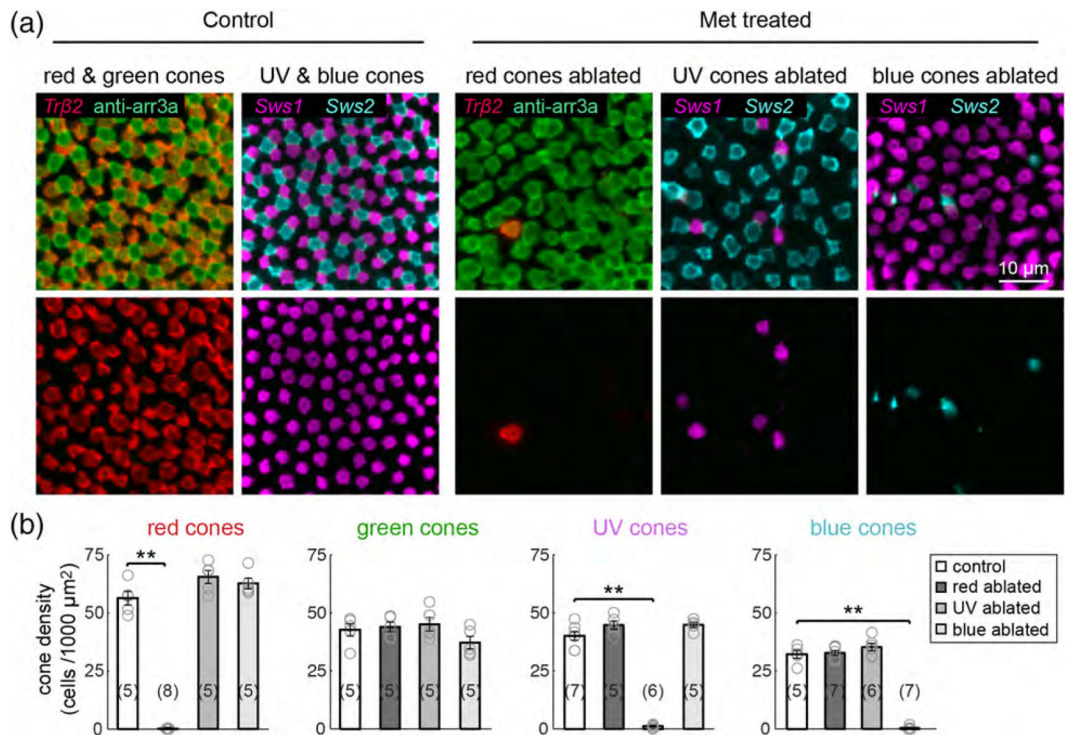 (a)
Control
Met treated
red & green cones
UV & blue cones
red cones ablated
UV cones ablated
blue cones ablated
Trβ2 anti-arr3a
Sws1 Sws2
Trβ2 anti-arr3a
Sws1 Sws2
Sws1 Sws2
10 µm
(b)
red cones
green cones
UV cones
blue cones
cone density
(cells /1000 µm2)
75
50
25
0
**
(5) (8) (5) (5)
75
50
25
0
(5) (5) (5) (5)
75
50
25
0
**
(7) (5) (6) (5)
75
50
25
0
**
(5) (7) (6) (7)
control
red ablated
UV ablated
blue ablated